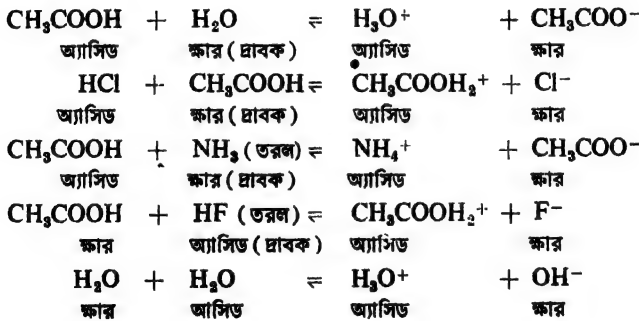 CH₃COOH + H₂O ⇌ H₃O⁺ + CH₃COO⁻
অ্যাসিড ক্ষার ( দ্রাবক ) অ্যাসিড ক্ষার
HCl + CH₃COOH ⇌ CH₃COOH₂⁺ + Cl⁻
অ্যাসিড ক্ষার ( দ্রাবক ) অ্যাসিড ক্ষার
CH₃COOH + NH₃ ( তরল ) ⇌ NH₄⁺ + CH₃COO⁻
অ্যাসিড ক্ষার ( দ্রাবক ) অ্যাসিড ক্ষার
CH₃COOH + HF ( তরল ) ⇌ CH₃COOH₂⁺ + F⁻
ক্ষার অ্যাসিড ( দ্রাবক ) অ্যাসিড ক্ষার
H₂O + H₂O ⇌ H₃O⁺ + OH⁻
ক্ষার আসিড অ্যাসিড ক্ষার